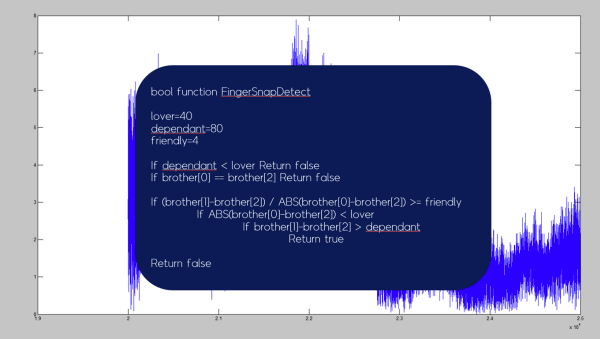 8
7
6
5
4
3
2
1
0
bool function FingerSnapDetect
lover=40
dependant=80
friendly=4
If dependant < lover Return false
If brother[0] == brother[2] Return false
If (brother[1]-brother[2]) / ABS(brother[0]-brother[2]) >= friendly
If ABS(brother[0]-brother[2]) < lover
If brother[1]-brother[2] > dependant
Return true
Return false
1.9 2 2.1 2.2 2.3 2.4 2.5